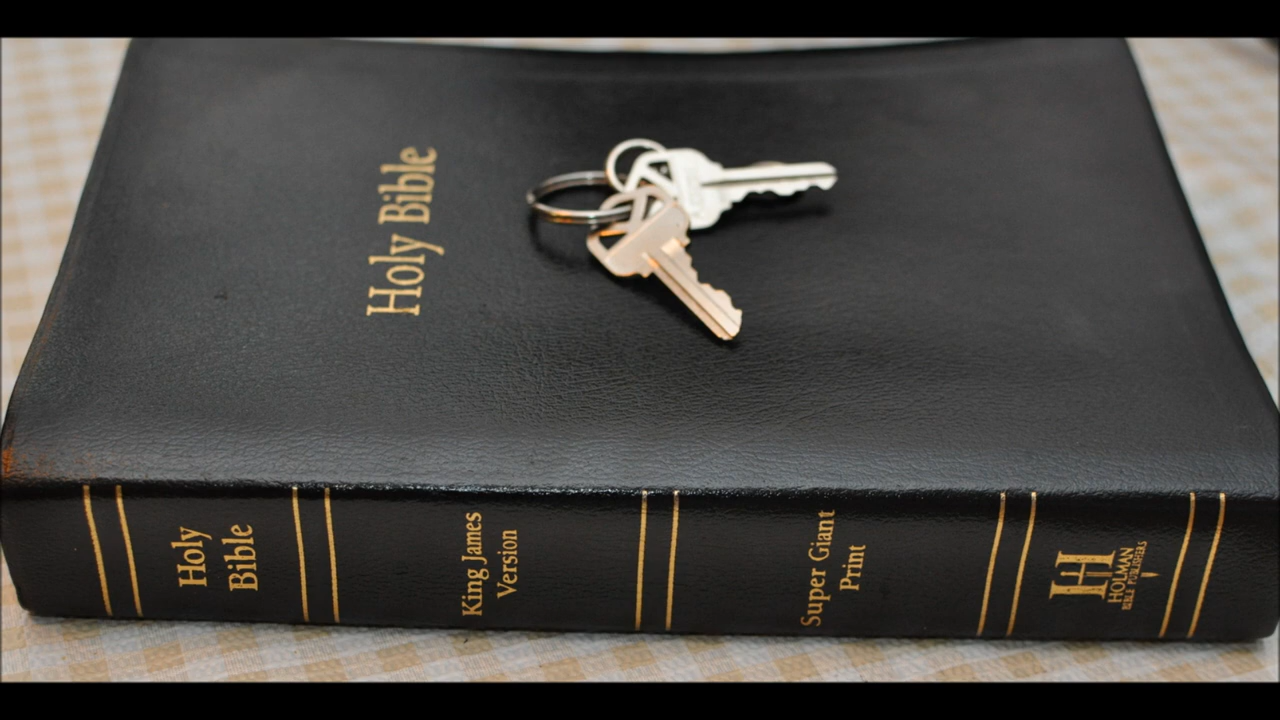 Holy Bible
Holy
Bible
King James
Version
Super Giant
Print
H
HOLMAN
BIBLE PUBLISHERS